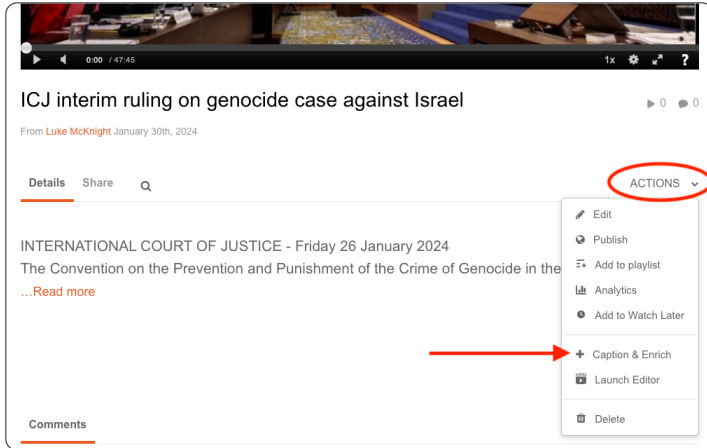 0:00 / 47:45
1x
?
ICJ interim ruling on genocide case against Israel
0
0
From Luke McKnight January 30th, 2024
Details
Share
ACTIONS
Edit
Publish
Add to playlist
Analytics
Add to Watch Later
Caption & Enrich
Launch Editor
Delete
INTERNATIONAL COURT OF JUSTICE - Friday 26 January 2024
The Convention on the Prevention and Punishment of the Crime of Genocide in the
…Read more
Comments